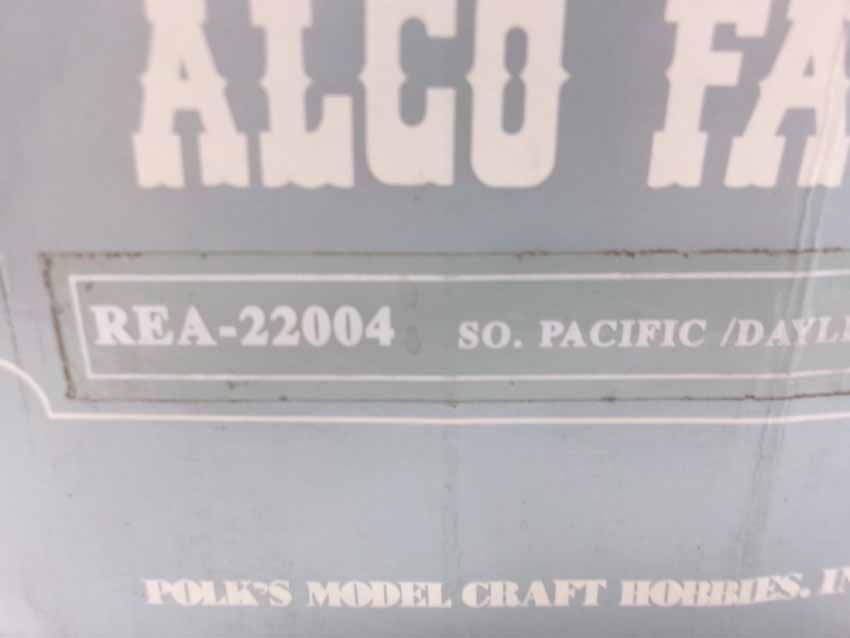 ALCO FA
REA-22004 SO. PACIFIC /DAYL
POLK'S MODEL CRAFT HOBBIES. IN